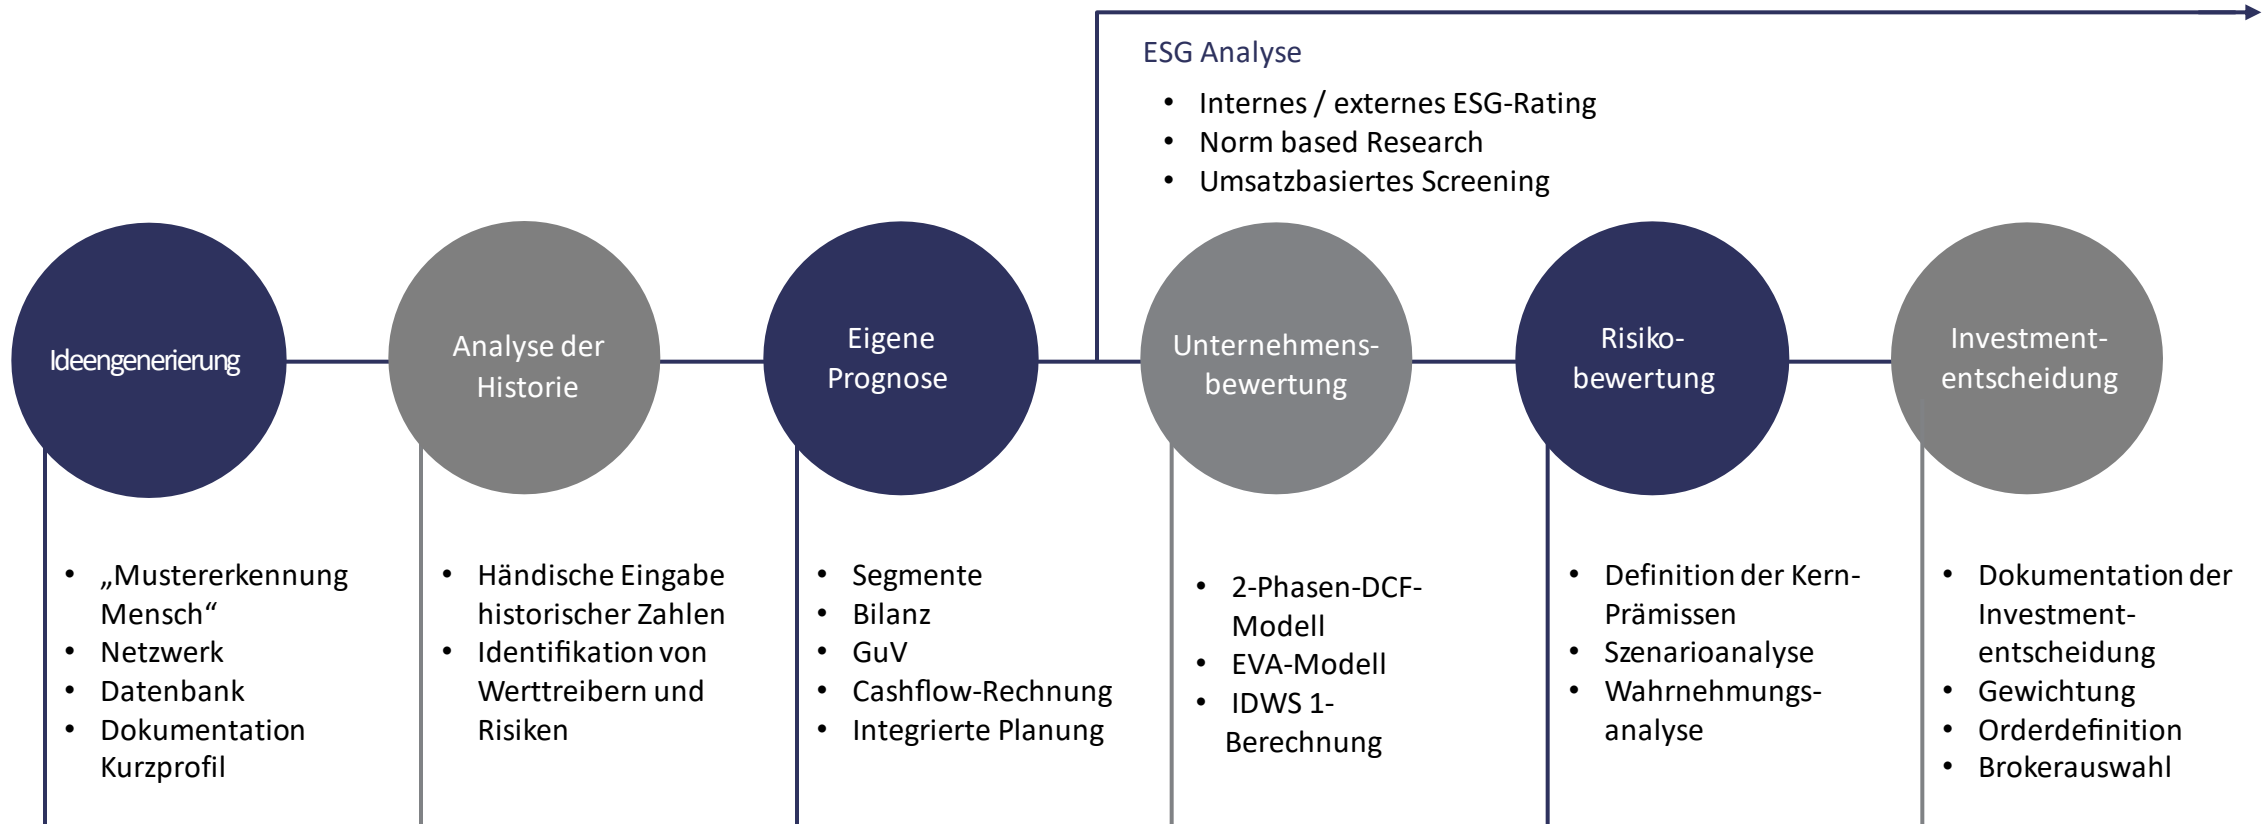 ESG Analyse
• Internes / externes ESG-Rating
• Norm based Research
• Umsatzbasiertes Screening
Ideengenerierung
Analyse der
Historie
Eigene
Prognose
Unternehmens-
bewertung
Risiko-
bewertung
Investment-
entscheidung
• „Mustererkennung
Mensch“
• Netzwerk
• Datenbank
• Dokumentation
Kurzprofil
• Händische Eingabe
historischer Zahlen
• Identifikation von
Werttreibern und
Risiken
• Segmente
• Bilanz
• GuV
• Cashflow-Rechnung
• Integrierte Planung
• 2-Phasen-DCF-
Modell
• EVA-Modell
• IDWS 1-
Berechnung
• Definition der Kern-
Prämissen
• Szenarioanalyse
• Wahrnehmungs-
analyse
• Dokumentation der
Investment-
entscheidung
• Gewichtung
• Orderdefinition
• Brokerauswahl